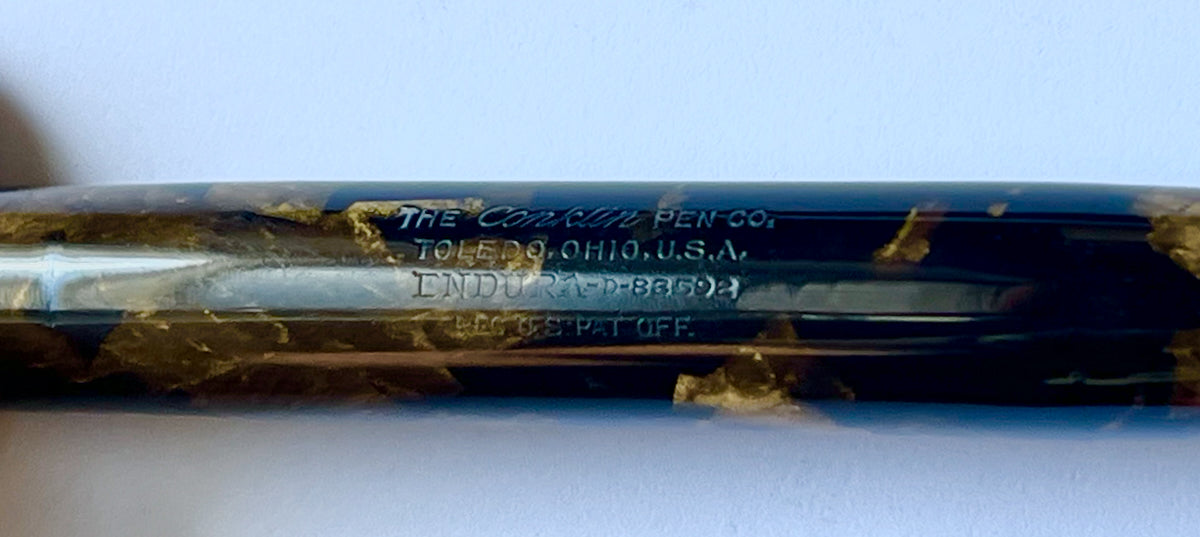 THE Conklin PEN CO.
TOLEDO, OHIO, U.S.A.
ENDURA-D-88592
REG U.S. PAT OFF.